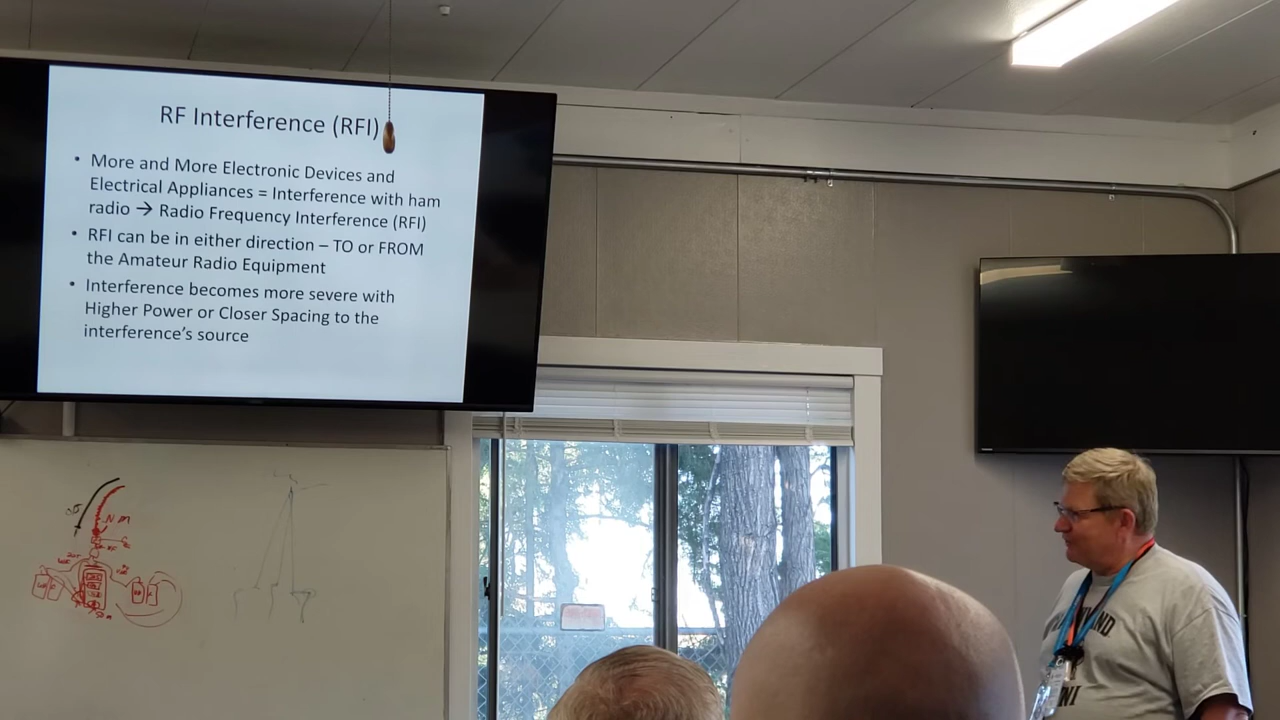 RF Interference (RFI)
• More and More Electronic Devices and
Electrical Appliances = Interference with ham
radio → Radio Frequency Interference (RFI)
• RFI can be in either direction – TO or FROM
the Amateur Radio Equipment
• Interference becomes more severe with
Higher Power or Closer Spacing to the
interference's source